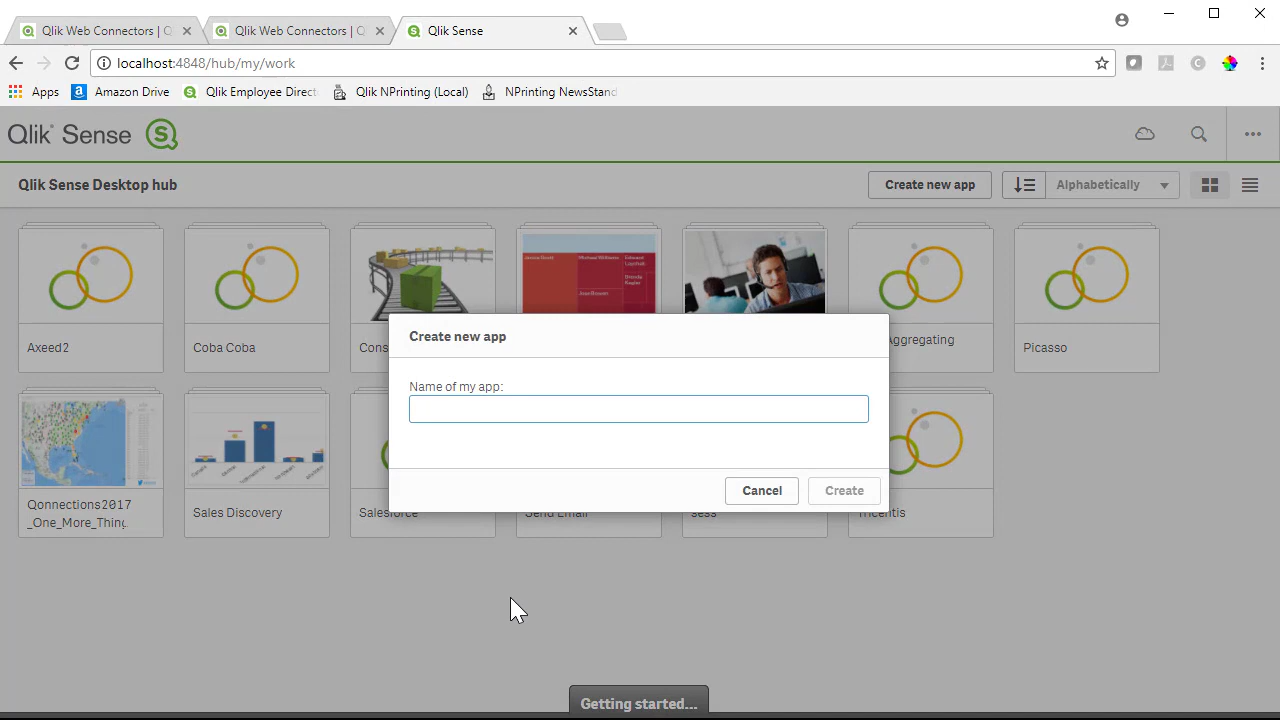 Qlik Web Connectors | Q
Qlik Web Connectors | Q
Qlik Sense
localhost:4848/hub/my/work
Apps
Amazon Drive
Qlik Employee Direct
Qlik NPrinting (Local)
NPrinting NewsStand
Qlik Sense
Qlik Sense Desktop hub
Create new app
Alphabetically
Axeed2
Coba Coba
Cons
Aggregating
Picasso
Create new app
Name of my app:
Cancel
Create
Qonnections2017
_One_More_Thing
Sales Discovery
Salesforce
Send Email
sess
Tricentis
Getting started...